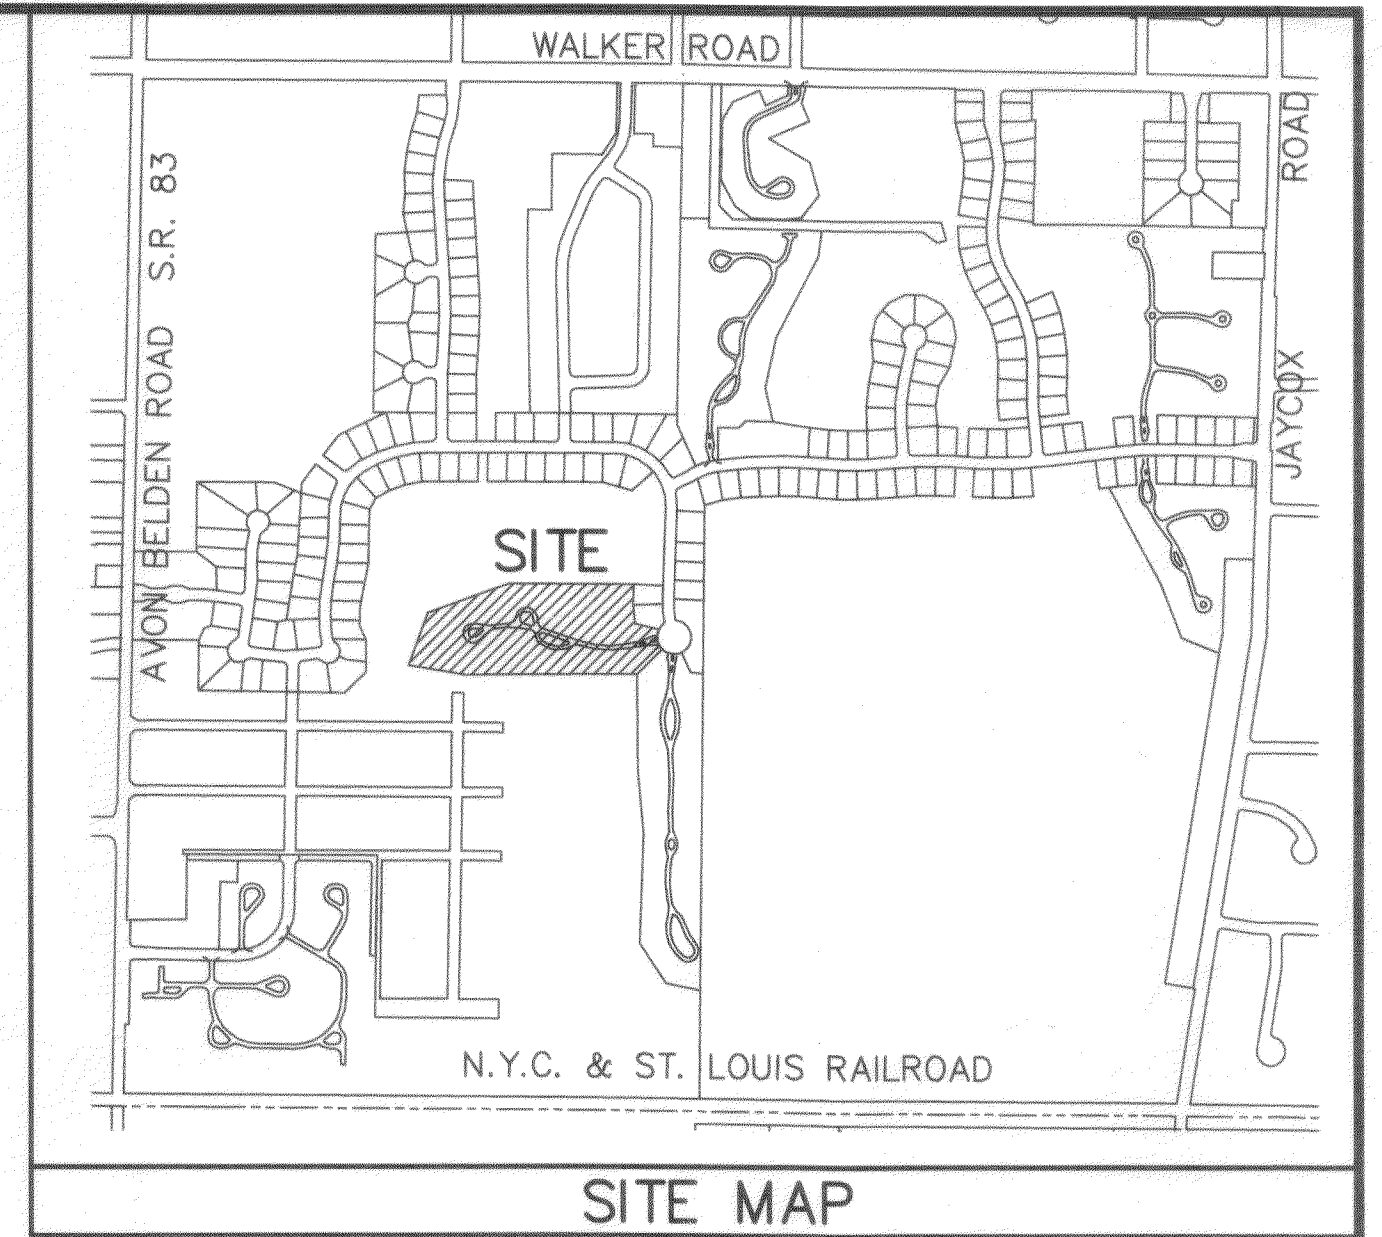 WALKER ROAD
AVON BELDEN ROAD S.R. 83
JAYCOX ROAD
SITE
N.Y.C. & ST. LOUIS RAILROAD
SITE MAP